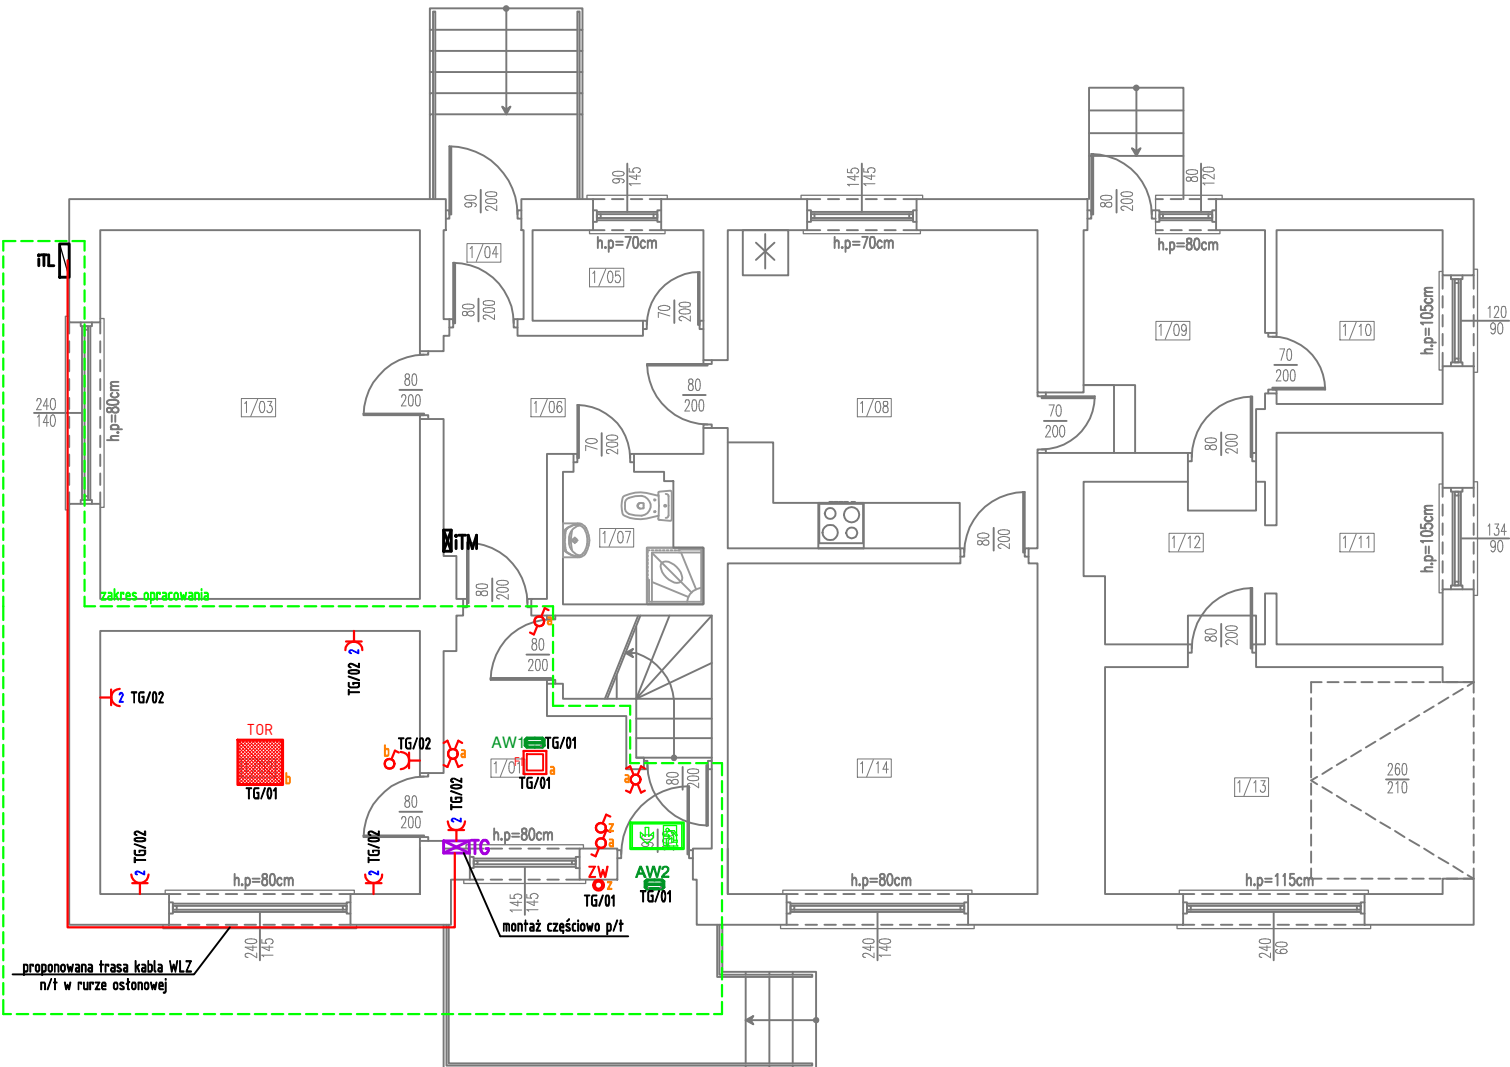 90
145
145
145
80
120
90
200
80
200
h.p=70cm
h.p=70cm
h.p=80cm
iTL
1/04
1/05
80
200
70
200
h.p=105cm
120
90
1/09
1/10
70
200
240
140
h.p=80cm
80
200
1/03
1/06
80
200
1/08
70
200
70
200
80
200
iTM
1/07
80
200
1/12
1/11
h.p=105cm
134
90
zakres opracowania
80
200
a
80
200
80
200
2
TG/02
2
TG/02
TOR
b
TG/01
b
TG/02
a
AW1
TG/01
1/01
a
TG/01
a
80
200
1/14
1/13
260
210
2
TG/02
80
200
TG
h.p=80cm
z
a
90
2
TG/02
2
TG/02
h.p=80cm
ZW
z
TG/01
AW2
TG/01
h.p=80cm
h.p=115cm
145
145
montaż częściowo p/t
240
145
240
140
240
60
proponowana trasa kabla WLZ
n/t w rurze osłonowej